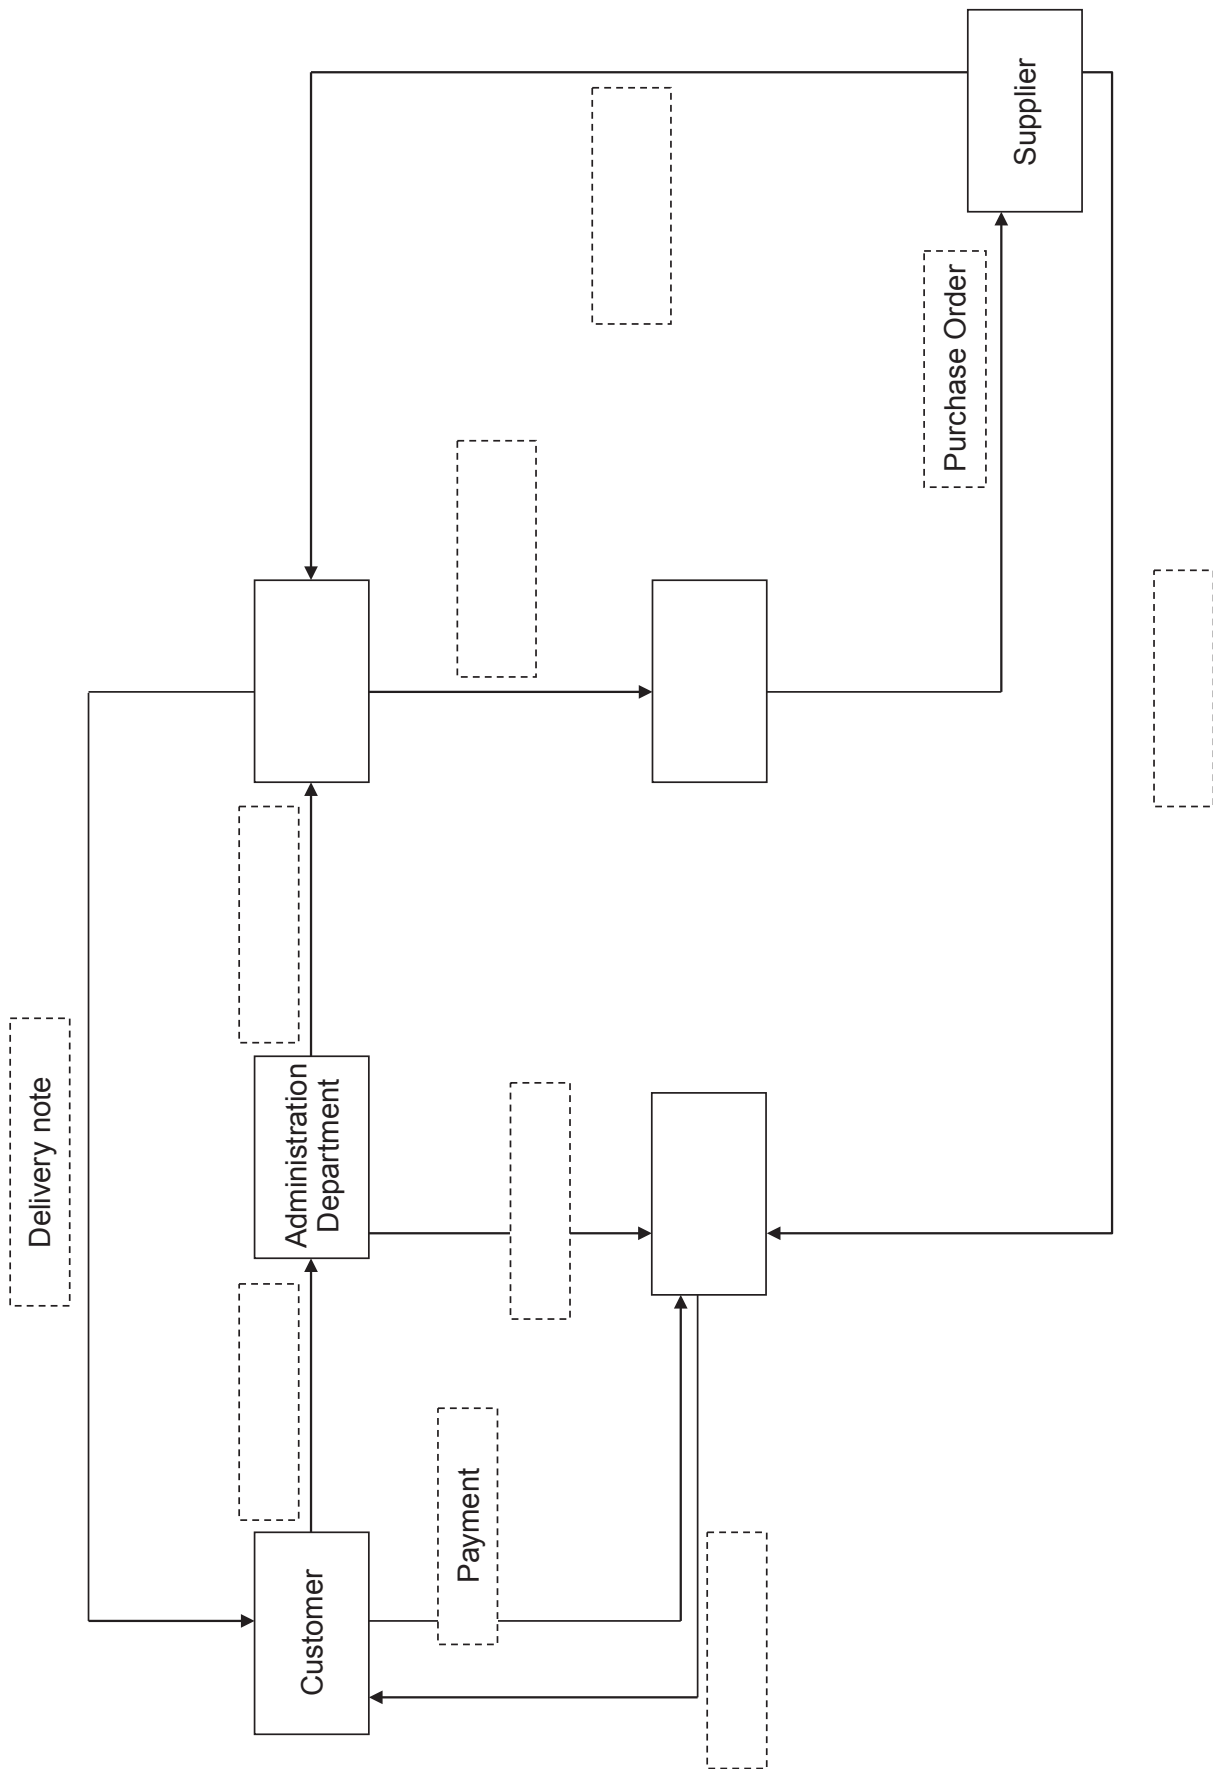 Delivery note
Customer
Administration
Department
Payment
Purchase Order
Supplier